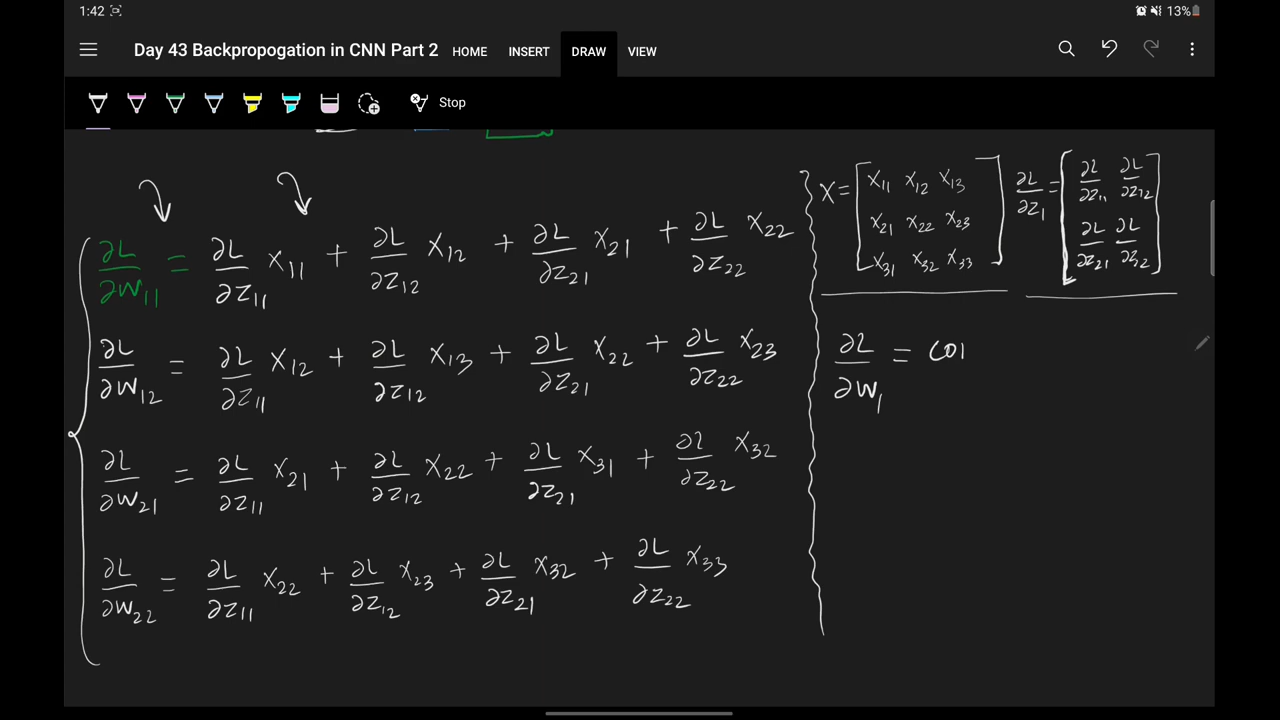 1:42 13%
Day 43 Backpropogation in CNN Part 2 HOME INSERT DRAW VIEW
Stop
∂L/∂W₁₁ = ∂L/∂Z₁₁ X₁₁ + ∂L/∂Z₁₂ X₁₂ + ∂L/∂Z₂₁ X₂₁ + ∂L/∂Z₂₂ X₂₂
∂L/∂W₁₂ = ∂L/∂Z₁₁ X₁₂ + ∂L/∂Z₁₂ X₁₃ + ∂L/∂Z₂₁ X₂₂ + ∂L/∂Z₂₂ X₂₃
∂L/∂W₂₁ = ∂L/∂Z₁₁ X₂₁ + ∂L/∂Z₁₂ X₂₂ + ∂L/∂Z₂₁ X₃₁ + ∂L/∂Z₂₂ X₃₂
∂L/∂W₂₂ = ∂L/∂Z₁₁ X₂₂ + ∂L/∂Z₁₂ X₂₃ + ∂L/∂Z₂₁ X₃₂ + ∂L/∂Z₂₂ X₃₃
X = [X₁₁ X₁₂ X₁₃
X₂₁ X₂₂ X₂₃
X₃₁ X₃₂ X₃₃]
∂L/∂Z₁ = [∂L/∂Z₁₁ ∂L/∂Z₁₂
∂L/∂Z₂₁ ∂L/∂Z₂₂]
∂L/∂W₁ = co